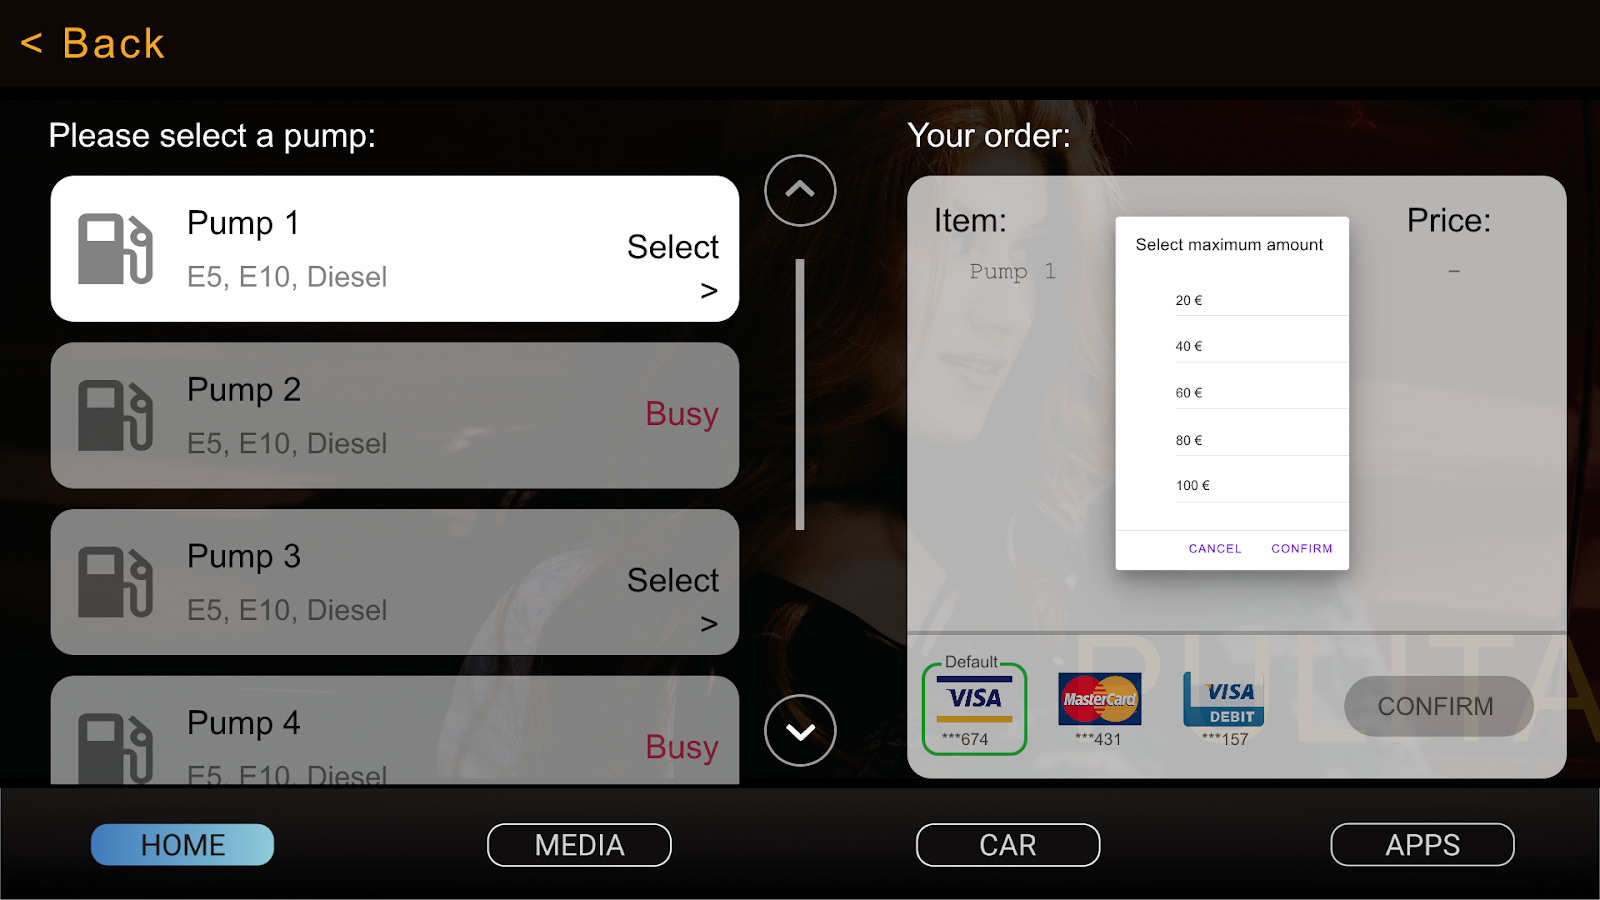 < Back
Please select a pump:
Pump 1
E5, E10, Diesel
Select
>
Pump 2
E5, E10, Diesel
Busy
Pump 3
E5, E10, Diesel
Select
>
Pump 4
E5, E10, Diesel
Busy
Your order:
Item:
Price:
Pump 1
-
Select maximum amount
20 €
40 €
60 €
80 €
100 €
CANCEL CONFIRM
PULITA
Default
VISA
***674
MasterCard
***431
VISA
DEBIT
***157
CONFIRM
HOME MEDIA CAR APPS